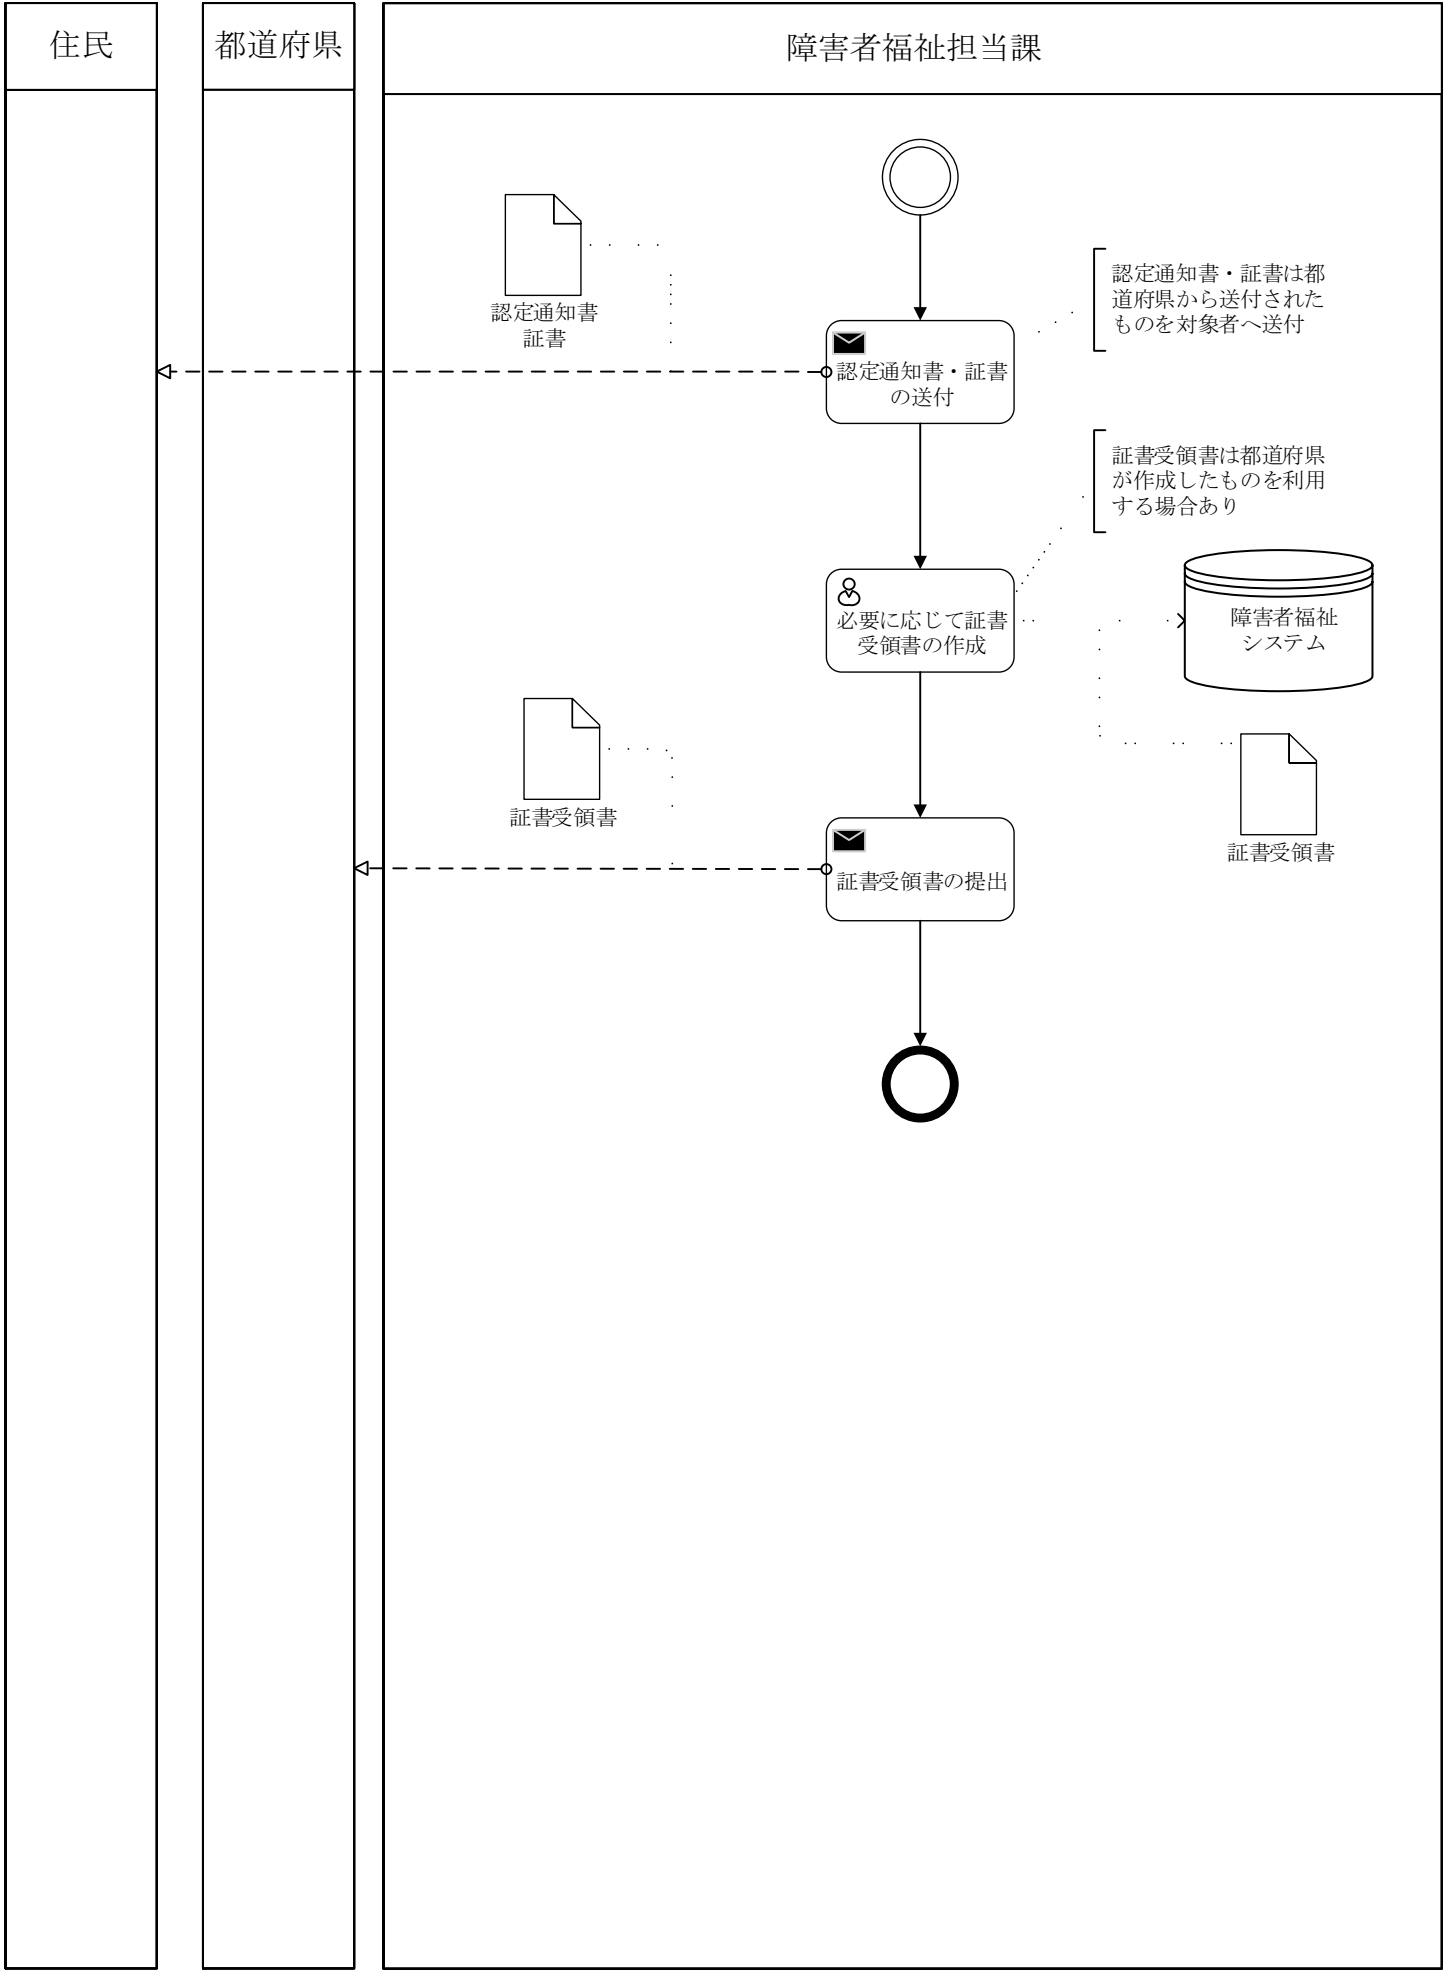 住民
都道府県
障害者福祉担当課
認定通知書
証書
認定通知書・証書は都
道府県から送付された
ものを対象者へ送付
認定通知書・証書
の送付
証書受領書は都道府県
が作成したものを利用
する場合あり
必要に応じて証書
受領書の作成
障害者福祉
システム
証書受領書
証書受領書
証書受領書の提出